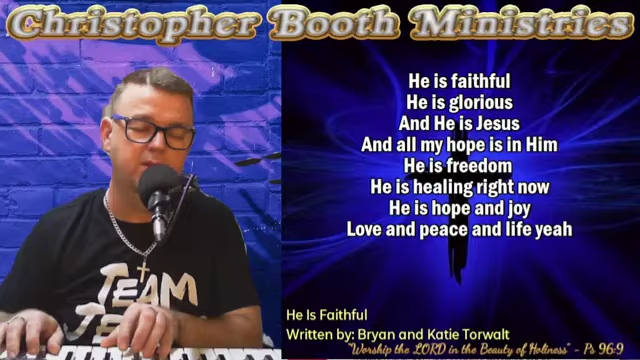 Christopher Booth Ministries
He is faithful
He is glorious
And He is Jesus
And all my hope is in Him
He is freedom
He is healing right now
He is hope and joy
Love and peace and life yeah
TEAM
He Is Faithful
Written by: Bryan and Katie Torwalt
"Worship the LORD in the Beauty of Holiness" - Ps 96:9